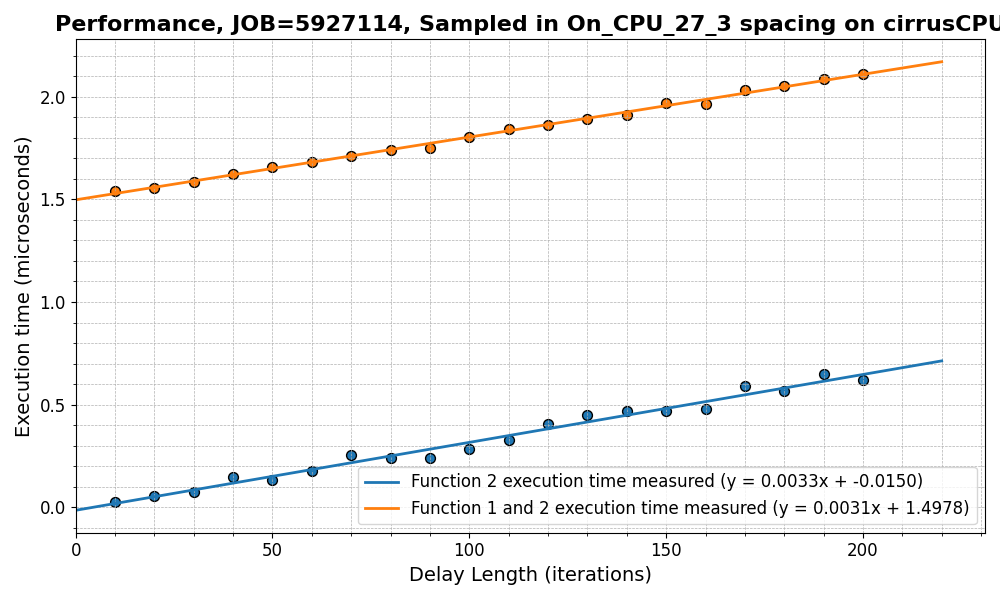 Performance, JOB=5927114, Sampled in On_CPU_27_3 spacing on cirrusCPU
Execution time (microseconds)
2.0
1.5
1.0
0.5
0.0
Function 2 execution time measured (y = 0.0033x + -0.0150)
Function 1 and 2 execution time measured (y = 0.0031x + 1.4978)
0
50
100
150
200
Delay Length (iterations)